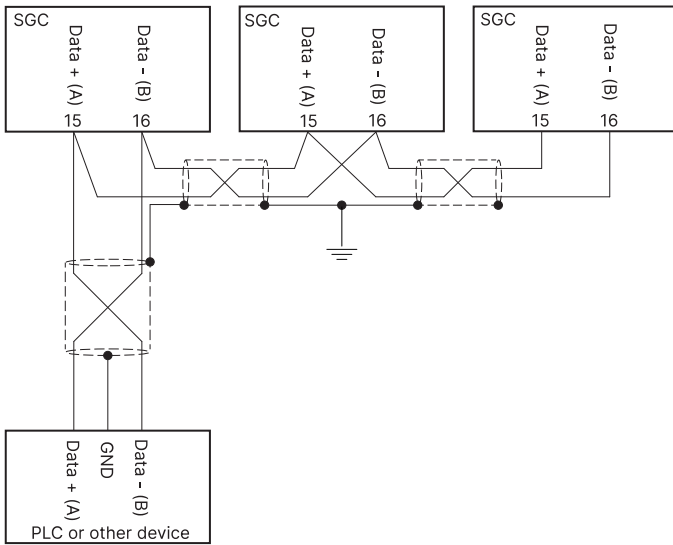 SGC
Data + (A)
Data - (B)
15
16
SGC
Data + (A)
Data - (B)
15
16
SGC
Data + (A)
Data - (B)
15
16
Data + (A)
GND
Data - (B)
PLC or other device